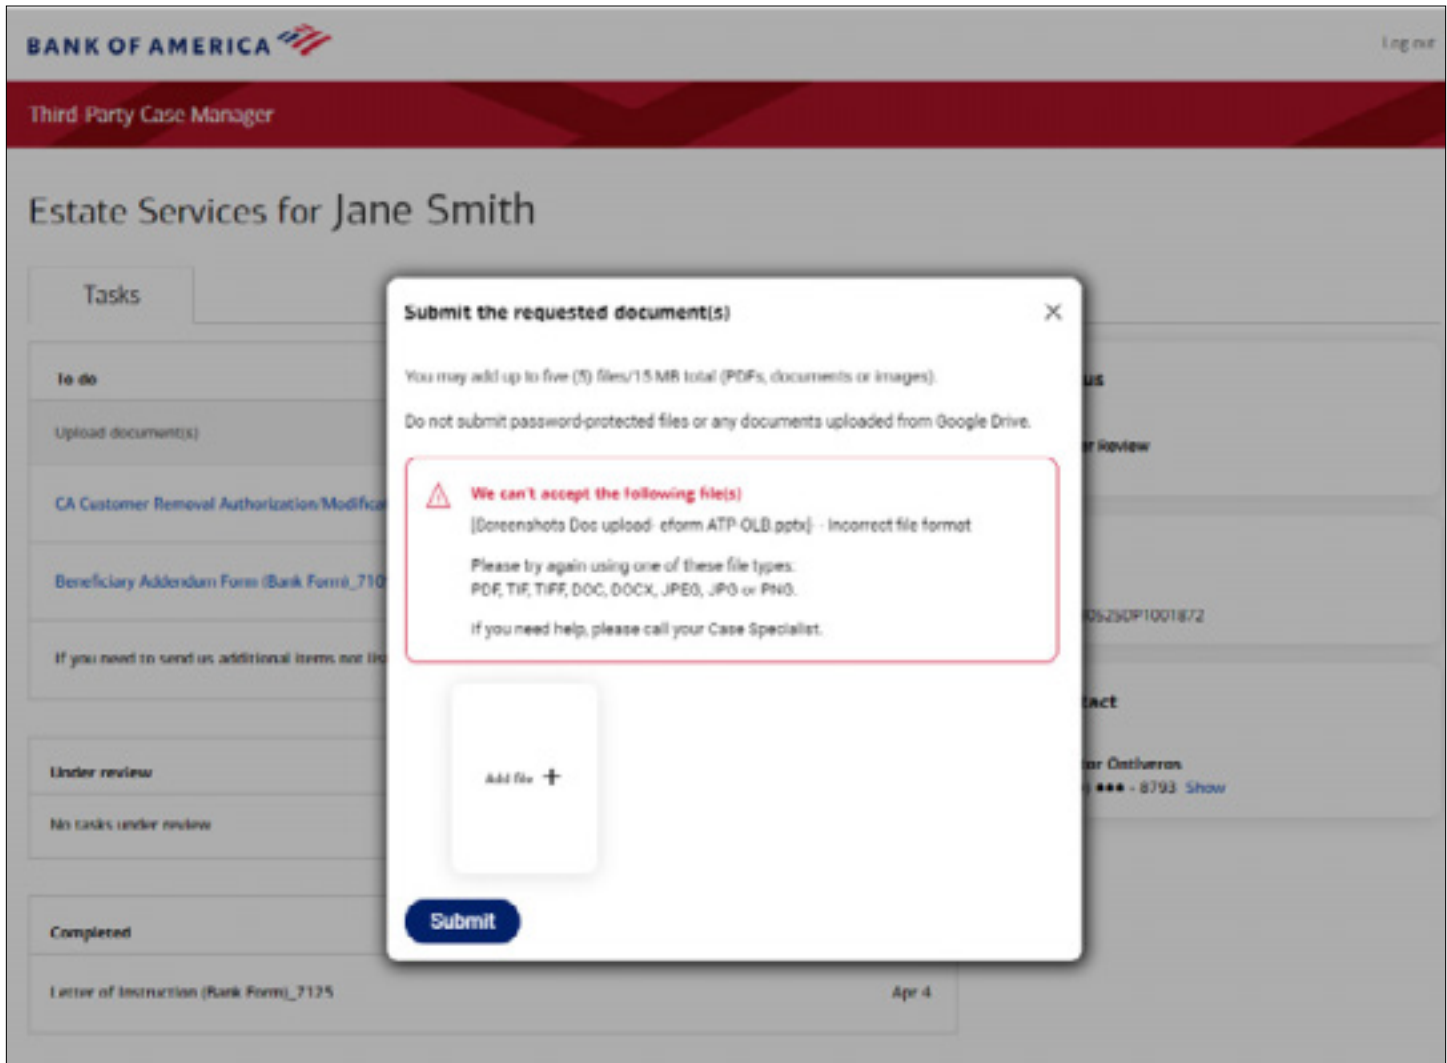 BANK OF AMERICA
Log out
Third Party Case Manager
Estate Services for Jane Smith
Tasks
To do
Upload document(s)
CA Customer Removal Authorization/Modifica
Beneficiary Addendum Form (Bank Form)_710
If you need to send us additional items not lis
Under review
No tasks under review
Completed
Letter of Instruction (Bank Form)_7125
Apr 4
Submit the requested document(s)
You may add up to five (5) files/15 MB total (PDFs, documents or images).
Do not submit password-protected files or any documents uploaded from Google Drive.
We can't accept the following file(s)
[Screenshots Doc upload- eform ATP-OLB.pptx] - Incorrect file format
Please try again using one of these file types:
PDF, TIF, TIFF, DOC, DOCX, JPEG, JPG or PNG.
If you need help, please call your Case Specialist.
Add file +
Submit
us
r Review
0525DP1001872
tact
or Ontiveros
) ●●● - 8793 Show